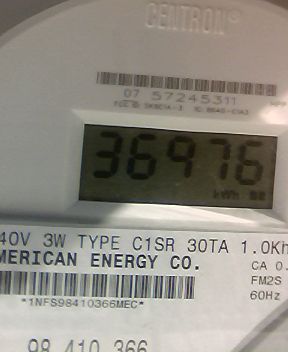 CENTRON®
07 57245311
36976
kWh
40V 3W TYPE C1SR 30TA 1.0Kh
MERICAN ENERGY CO.
CA 0.
FM2S
*1NFS98410366MEC*
60Hz
98 410 366